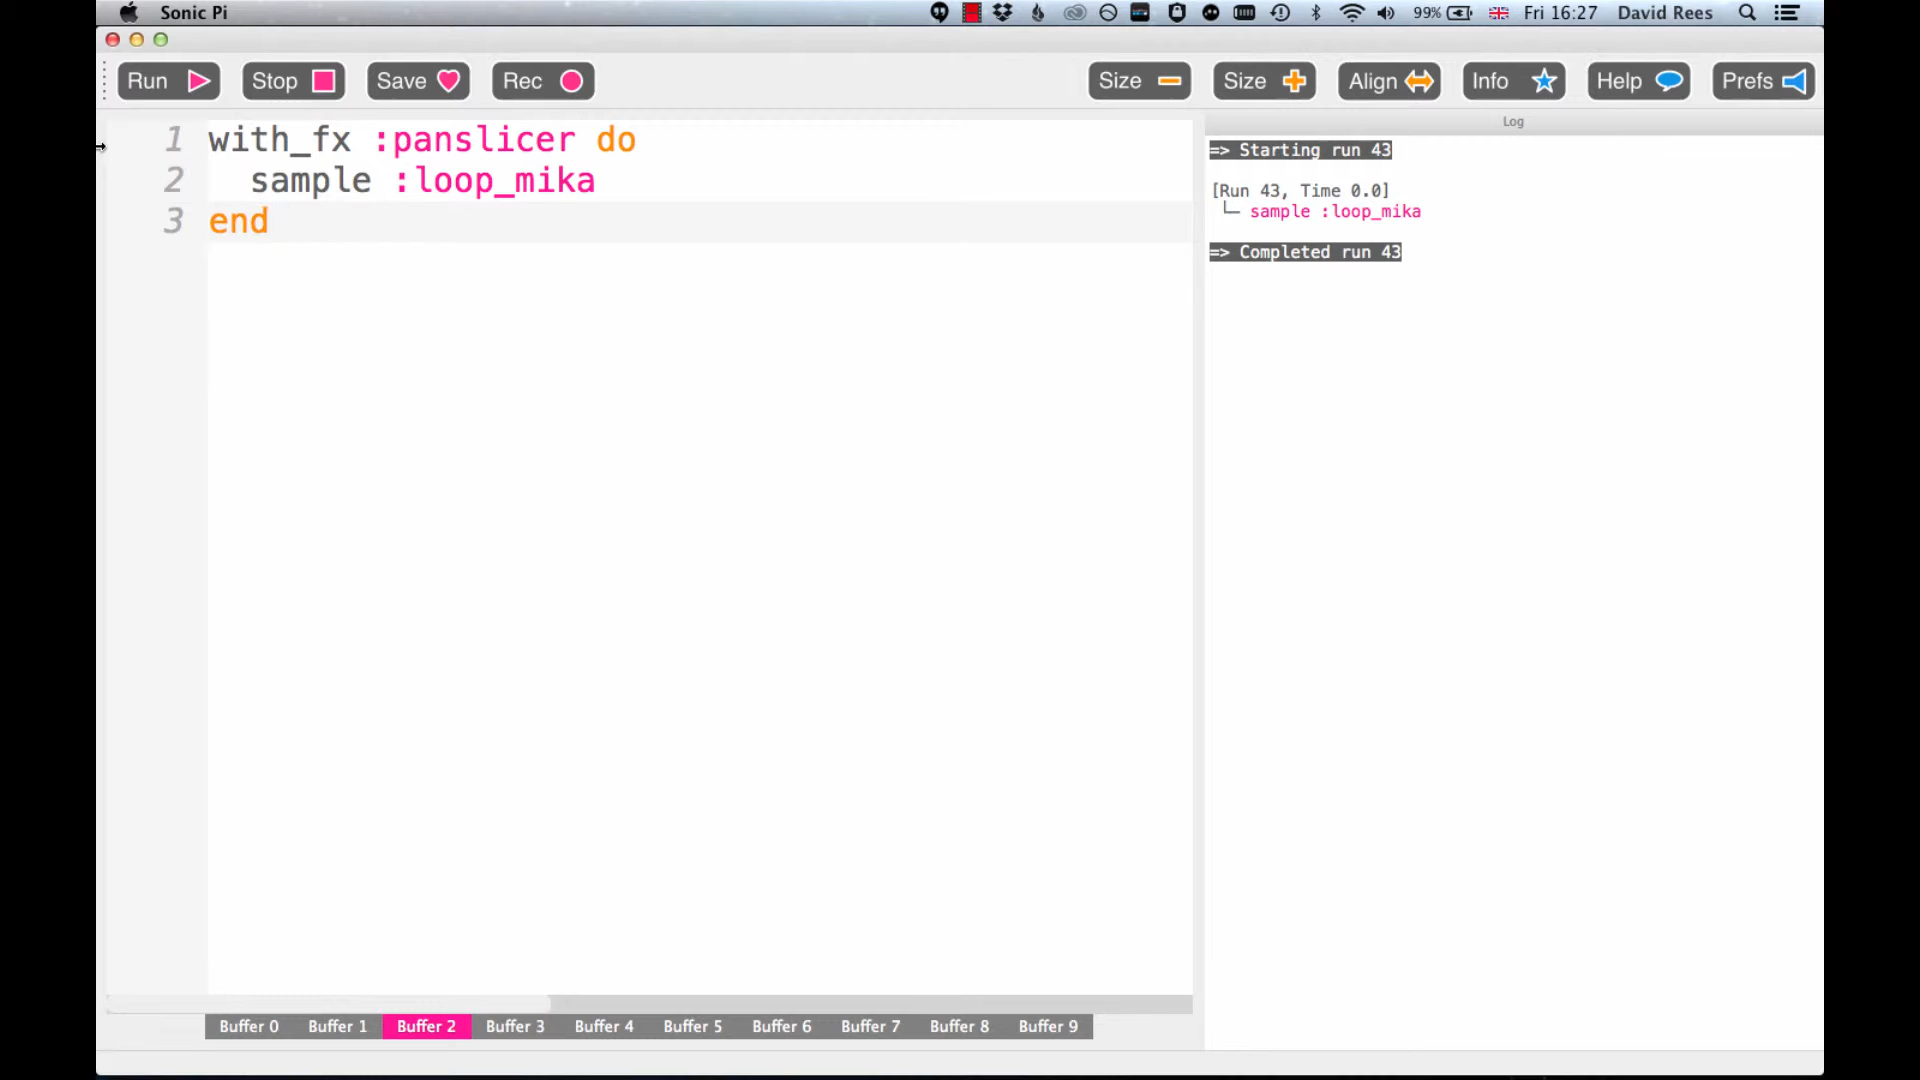 Sonic Pi
99%
Fri 16:27
David Rees
Run
Stop
Save
Rec
Size
Size
Align
Info
Help
Prefs
1 with_fx :panslicer do
2 sample :loop_mika
3 end
Log
=> Starting run 43
[Run 43, Time 0.0]
└─ sample :loop_mika
=> Completed run 43
Buffer 0
Buffer 1
Buffer 2
Buffer 3
Buffer 4
Buffer 5
Buffer 6
Buffer 7
Buffer 8
Buffer 9